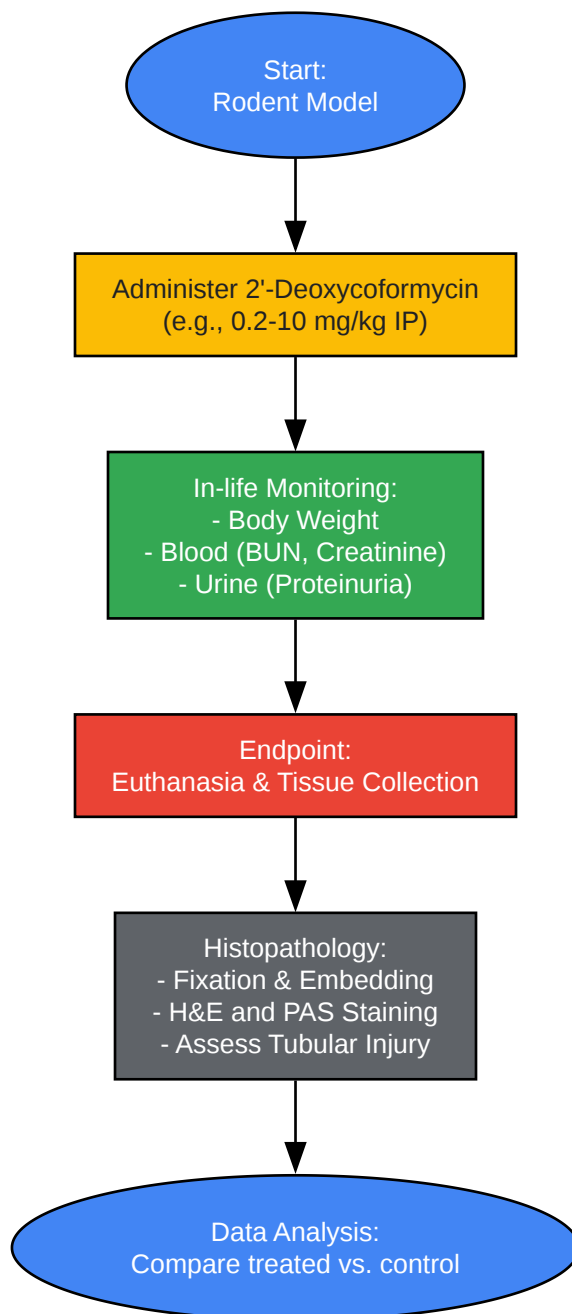 Start:
Rodent Model
Administer 2'-Deoxycoformycin
(e.g., 0.2-10 mg/kg IP)
In-life Monitoring:
- Body Weight
- Blood (BUN, Creatinine)
- Urine (Proteinuria)
Endpoint:
Euthanasia & Tissue Collection
Histopathology:
- Fixation & Embedding
- H&E and PAS Staining
- Assess Tubular Injury
Data Analysis:
Compare treated vs. control